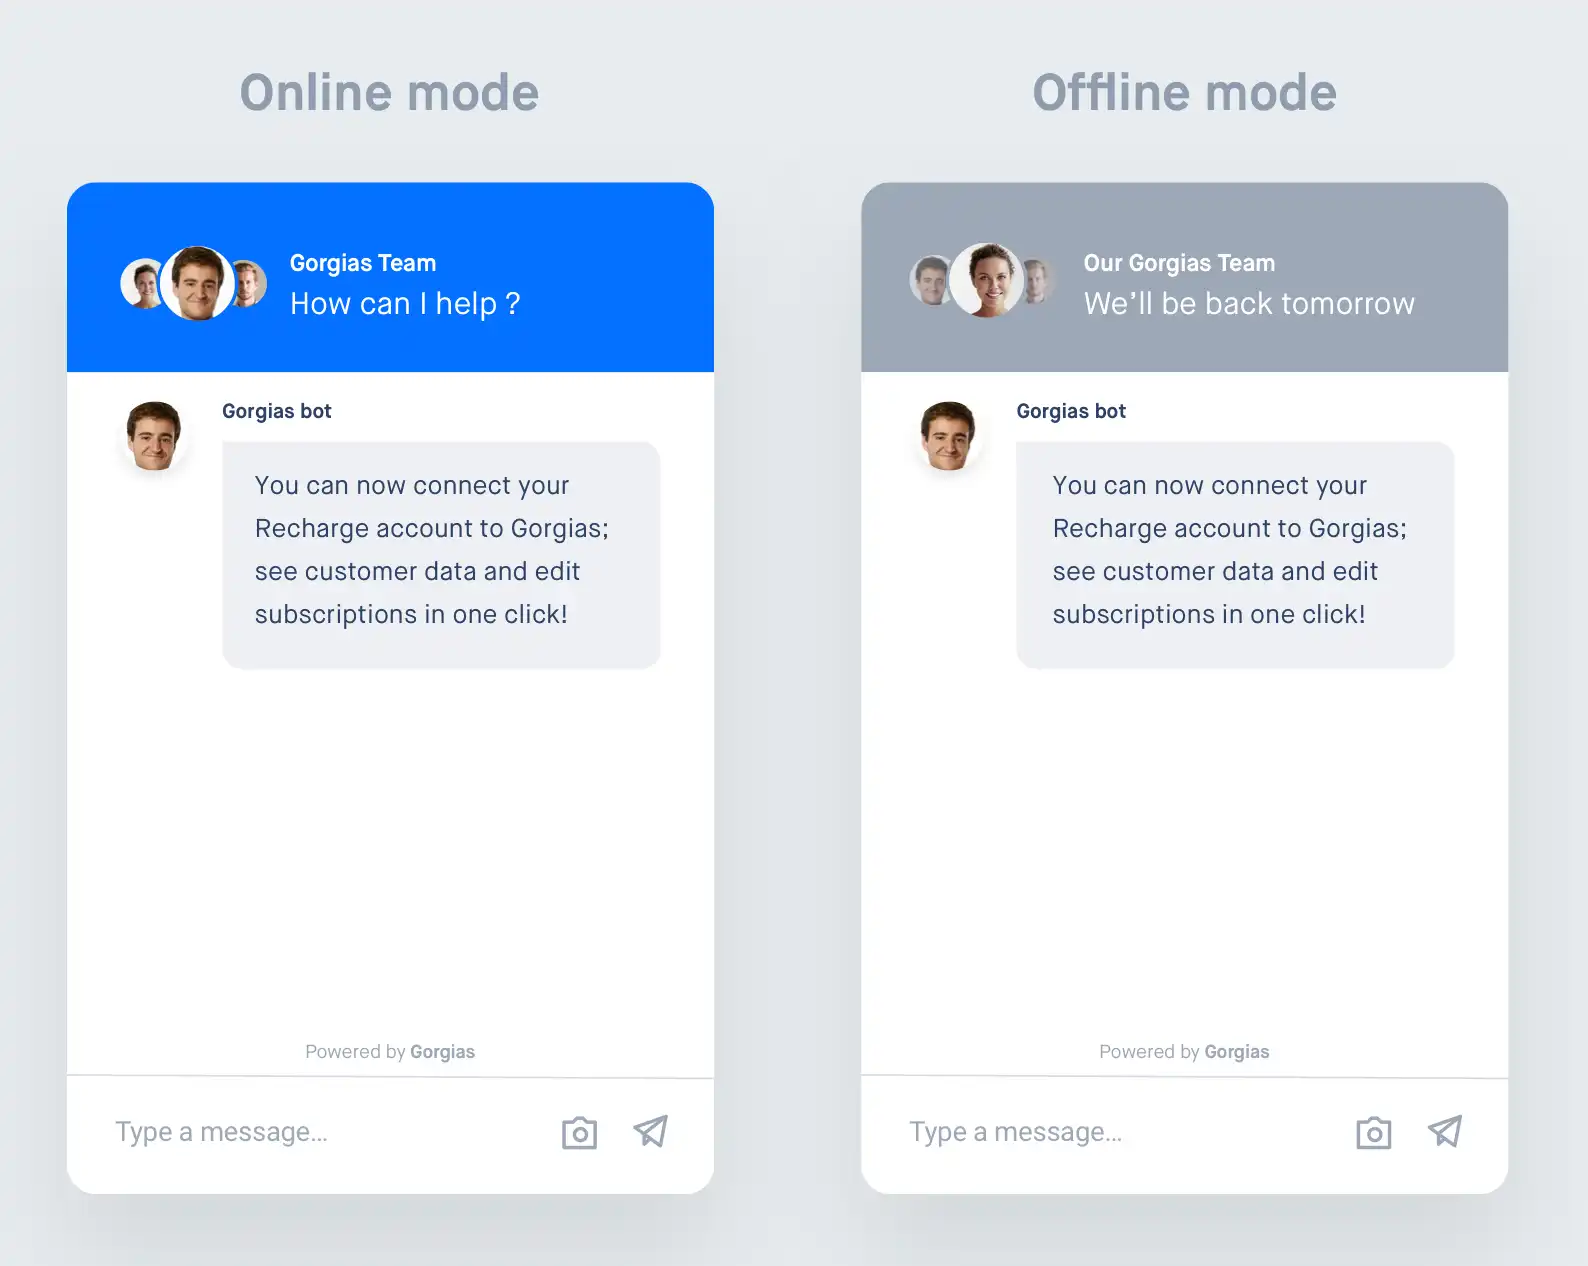 Online mode
Gorgias Team
How can I help ?
Gorgias bot
You can now connect your
Recharge account to Gorgias;
see customer data and edit
subscriptions in one click!
Powered by Gorgias
Type a message...
Offline mode
Our Gorgias Team
We'll be back tomorrow
Gorgias bot
You can now connect your
Recharge account to Gorgias;
see customer data and edit
subscriptions in one click!
Powered by Gorgias
Type a message...